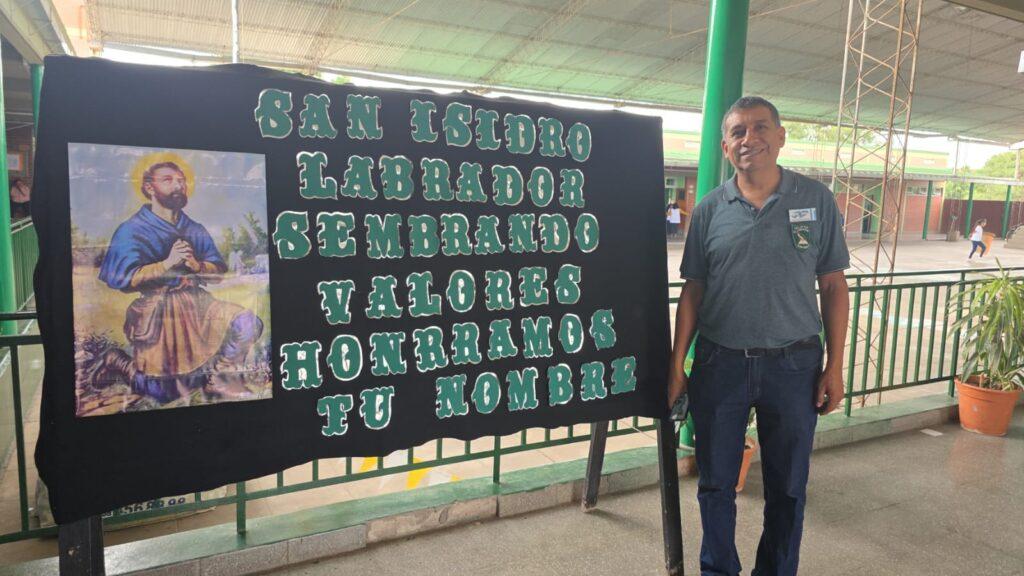 SAN ISIDRO
LABRADOR
SEMBRANDO
VALORES
HONRRAMOS
TU NOMBRE